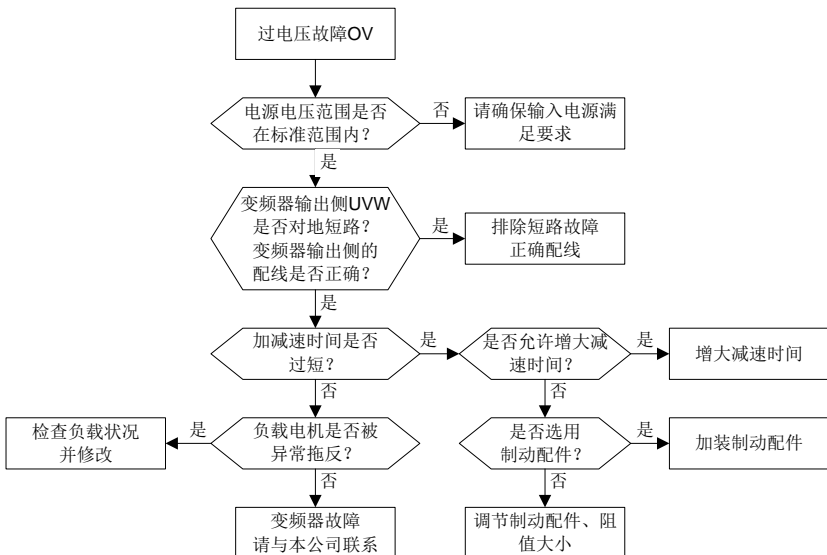 过电压故障OV
电源电压范围是否
在标准范围内？
否
请确保输入电源满
足要求
是
变频器输出侧UVW
是否对地短路？
变频器输出侧的
配线是否正确？
是
排除短路故障
正确配线
是
加减速时间是否
过短？
是
是否允许增大减
速时间？
是
增大减速时间
否
否
检查负载状况
并修改
是
负载电机是否被
异常拖反？
是否选用
制动配件？
是
加装制动配件
否
否
变频器故障
请与本公司联系
调节制动配件、阻
值大小